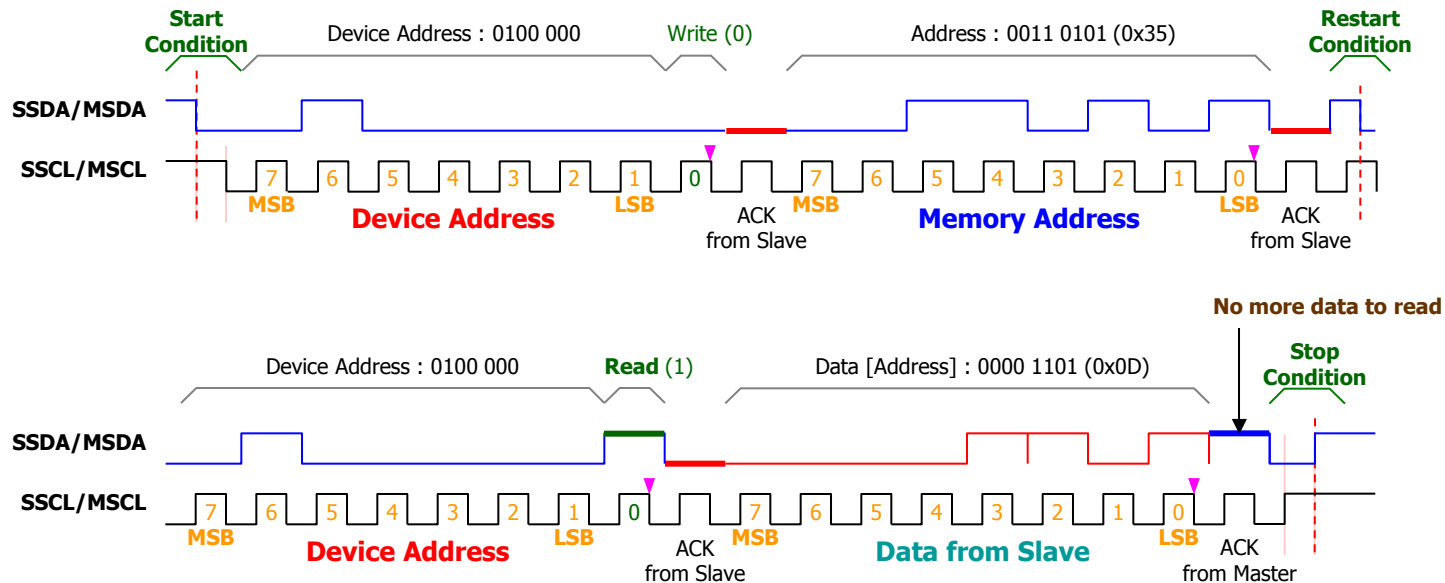 Start
Condition
Device Address : 0100 000
Write (0)
Address : 0011 0101 (0x35)
Restart
Condition
SSDA/MSDA
SSCL/MSCL
7 6 5 4 3 2 1 0 7 6 5 4 3 2 1 0
MSB
Device Address
LSB
ACK
from Slave
MSB
Memory Address
LSB
ACK
from Slave
No more data to read
Device Address : 0100 000
Read (1)
Data [Address] : 0000 1101 (0x0D)
Stop
Condition
SSDA/MSDA
SSCL/MSCL
7 6 5 4 3 2 1 0 7 6 5 4 3 2 1 0
MSB
Device Address
LSB
ACK
from Slave
MSB
Data from Slave
LSB
ACK
from Master